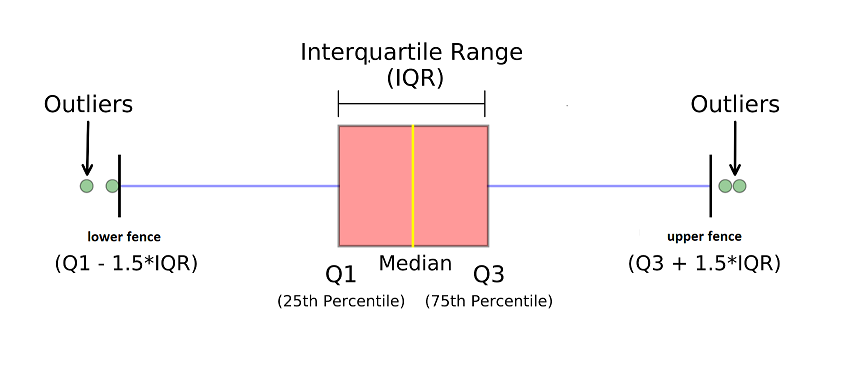 Interquartile Range
(IQR)
Outliers
Outliers
lower fence
upper fence
(Q1 - 1.5*IQR)
Median
(Q3 + 1.5*IQR)
Q1
Q3
(25th Percentile)
(75th Percentile)